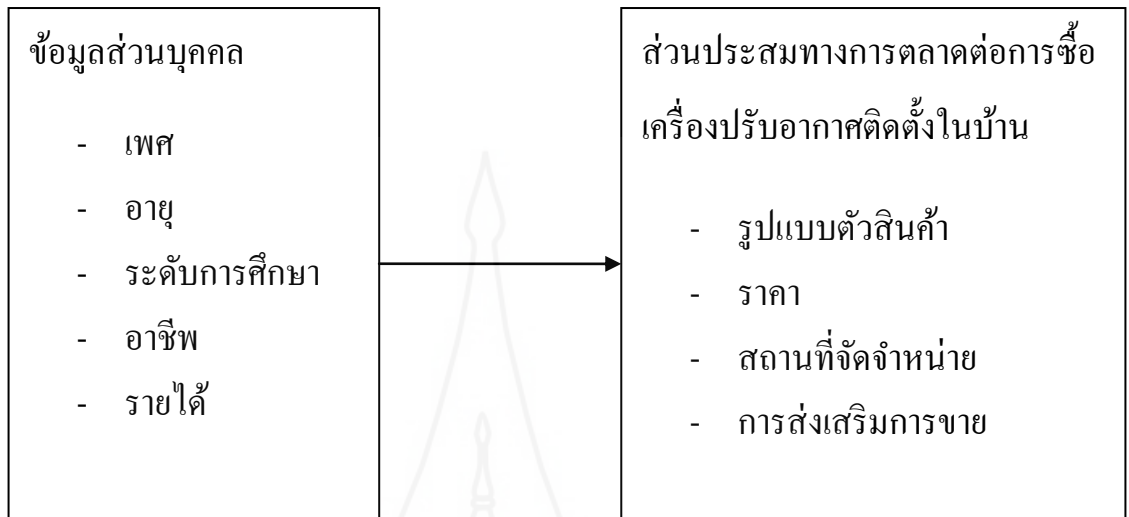 ข้อมูลส่วนบุคคล
- เพศ
- อายุ
- ระดับการศึกษา
- อาชีพ
- รายได้
ส่วนประสมทางการตลาดต่อการซื้อ
เครื่องปรับอากาศติดตั้งในบ้าน
- รูปแบบตัวสินค้า
- ราคา
- สถานที่จัดจำหน่าย
- การส่งเสริมการขาย